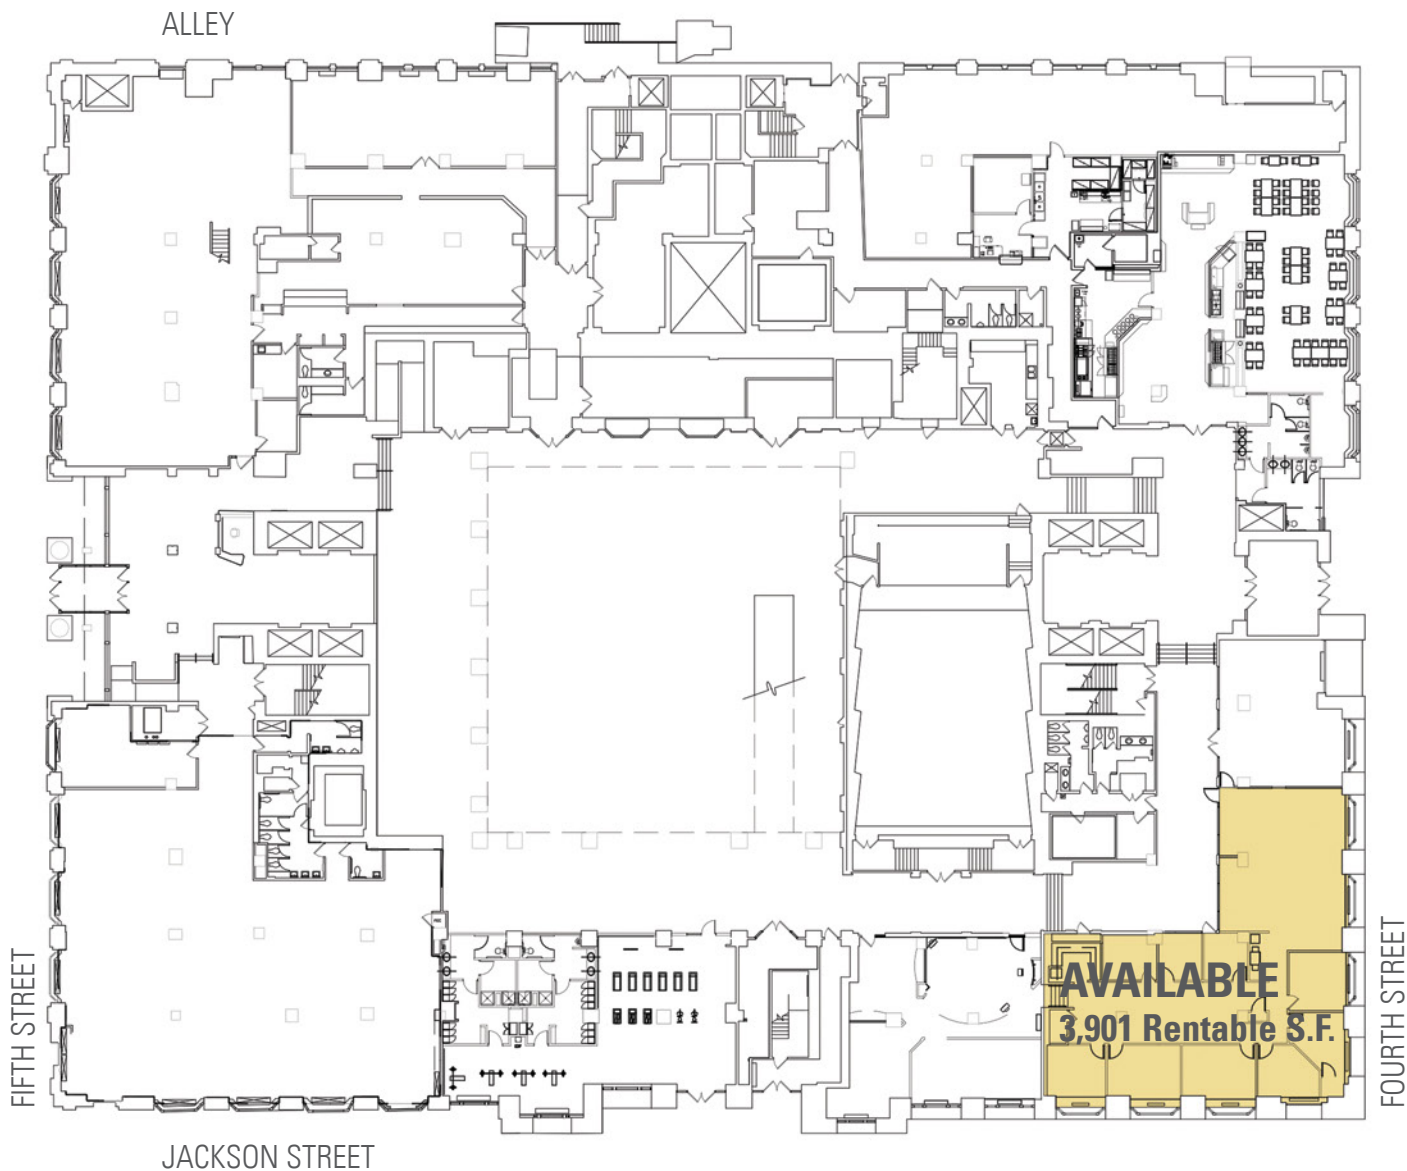 ALLEY
FIFTH STREET
FOURTH STREET
AVAILABLE
3,901 Rentable S.F.
JACKSON STREET